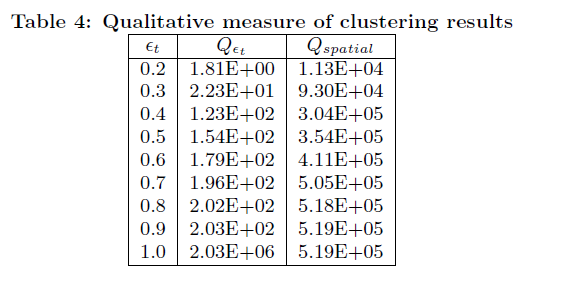 Table 4: Qualitative measure of clustering results
ϵt Qϵt Qspatial
0.2 1.81E+00 1.13E+04
0.3 2.23E+01 9.30E+04
0.4 1.23E+02 3.04E+05
0.5 1.54E+02 3.54E+05
0.6 1.79E+02 4.11E+05
0.7 1.96E+02 5.05E+05
0.8 2.02E+02 5.18E+05
0.9 2.03E+02 5.19E+05
1.0 2.03E+06 5.19E+05